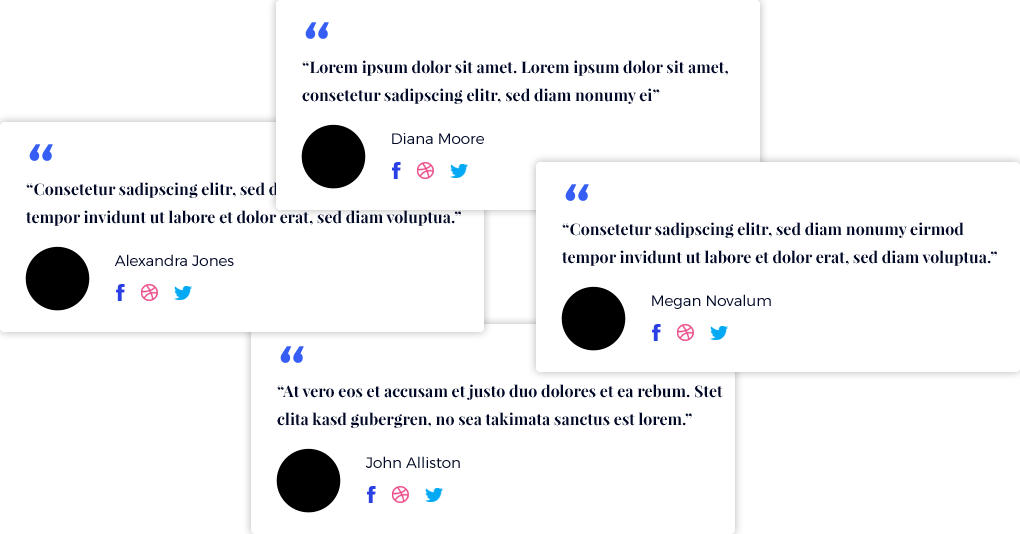 “
“Lorem ipsum dolor sit amet. Lorem ipsum dolor sit amet,
consetetur sadipscing elitr, sed diam nonumy ei”
Diana Moore
“
“Consetetur sadipscing elitr, sed d
tempor invidunt ut labore et dolor erat, sed diam voluptua.”
Alexandra Jones
“
“Consetetur sadipscing elitr, sed diam nonumy eirmod
tempor invidunt ut labore et dolor erat, sed diam voluptua.”
Megan Novalum
“
“At vero eos et accusam et justo duo dolores et ea rebum. Stet
clita kasd gubergren, no sea takimata sanctus est lorem.”
John Alliston